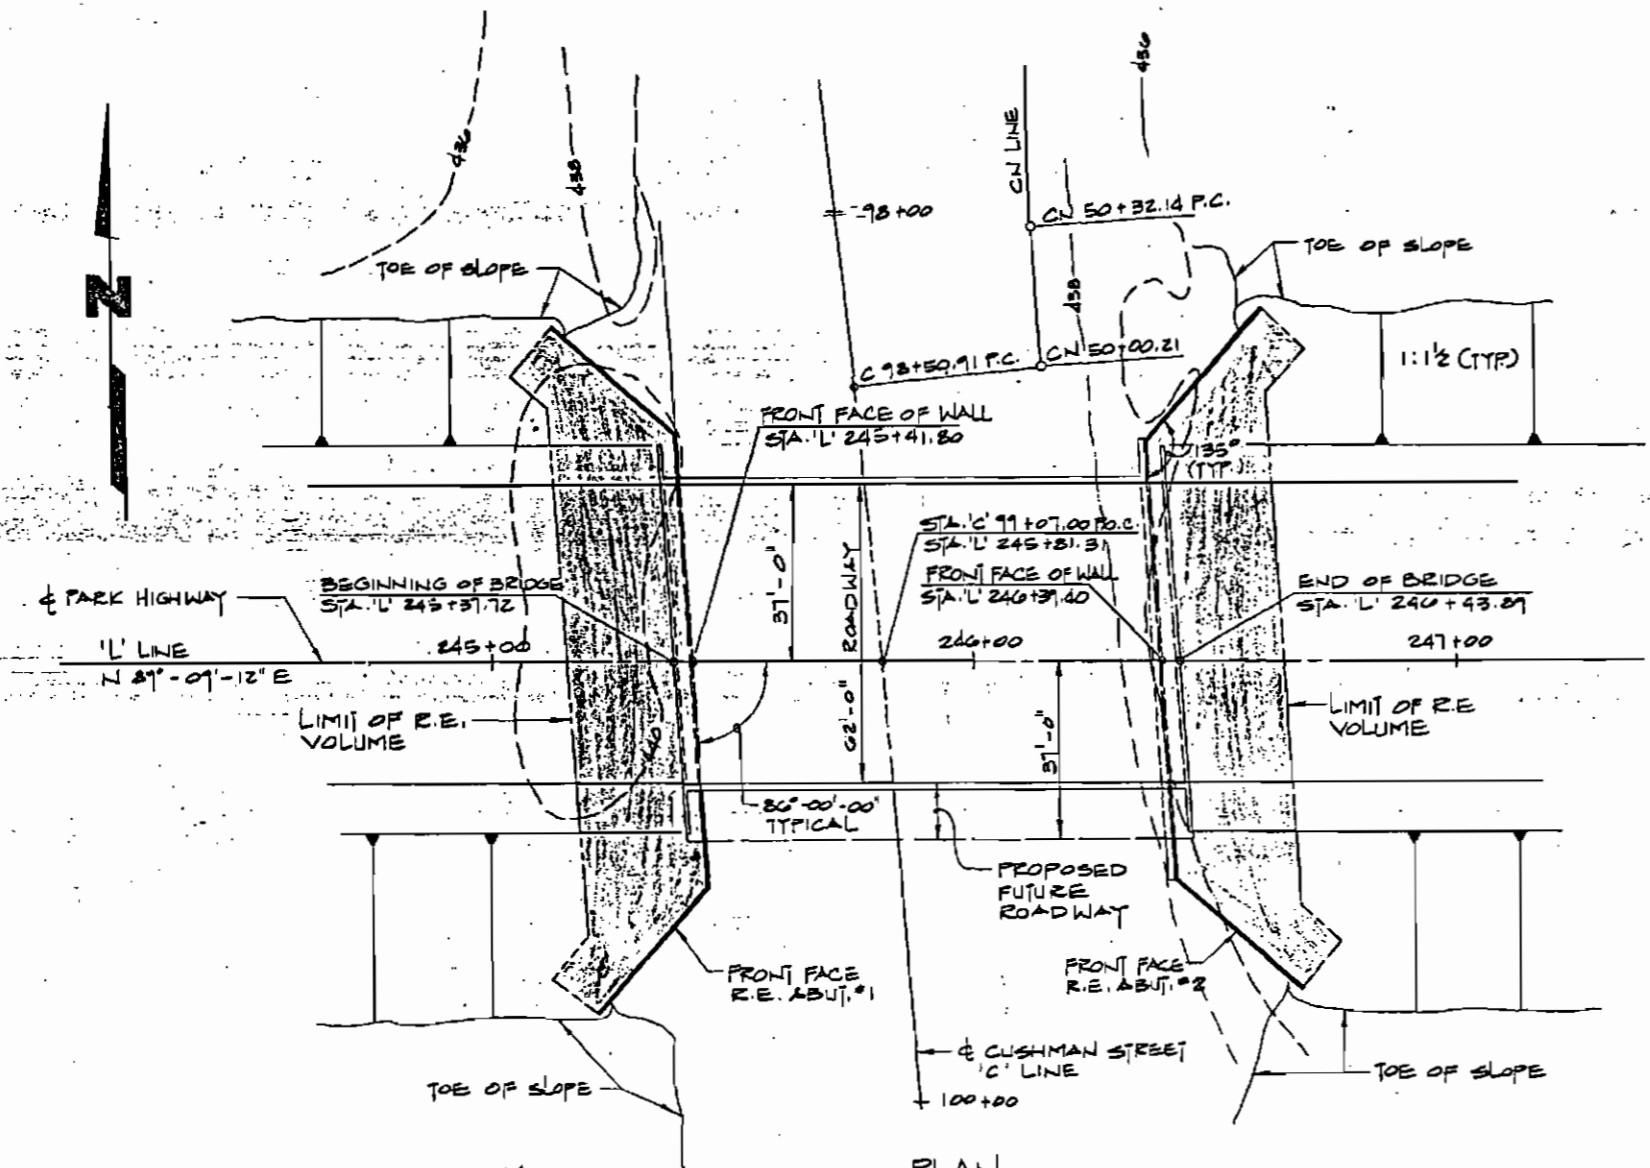 436
438
436
CN LINE
98+00
CN 50+32.14 P.C.
TOE OF SLOPE
TOE OF SLOPE
N
438
C 98+50.91 P.C.
CN 50+00.21
1:1½ (TYP.)
FRONT FACE OF WALL
STA. 'L' 245+41.80
135°
(TYP.)
STA. 'C' 99+07.00 P.O.C.
STA. 'L' 245+81.31
37'-0"
ROADWAY
BEGINNING OF BRIDGE
STA. 'L' 245+37.72
FRONT FACE OF WALL
STA. 'L' 246+39.40
END OF BRIDGE
STA. 'L' 246+43.89
℄ PARK HIGHWAY
'L' LINE
N 89°-09'-12" E
245+00
246+00
247+00
LIMIT OF R.E.
VOLUME
440
62'-0"
37'-0"
LIMIT OF R.E
VOLUME
86°-00'-00"
TYPICAL
PROPOSED
FUTURE
ROADWAY
FRONT FACE
R.E. ABUT. #1
FRONT FACE
R.E. ABUT. #2
℄ CUSHMAN STREET
'C' LINE
TOE OF SLOPE
100+00
TOE OF SLOPE
PLAN